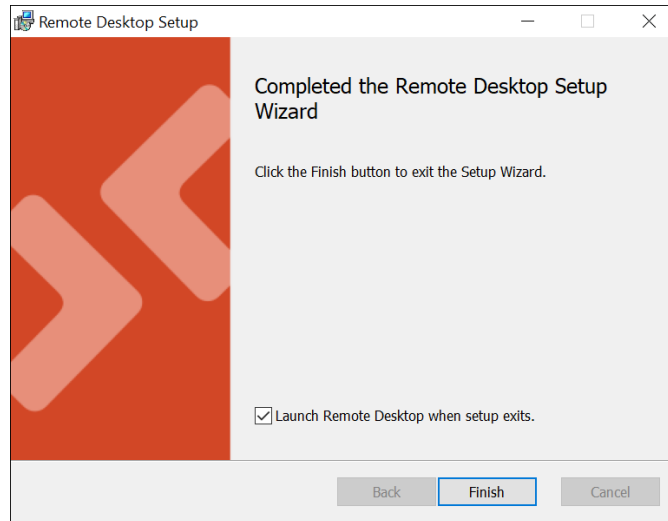 Remote Desktop Setup
Completed the Remote Desktop Setup
Wizard
Click the Finish button to exit the Setup Wizard.
Launch Remote Desktop when setup exits.
Back
Finish
Cancel